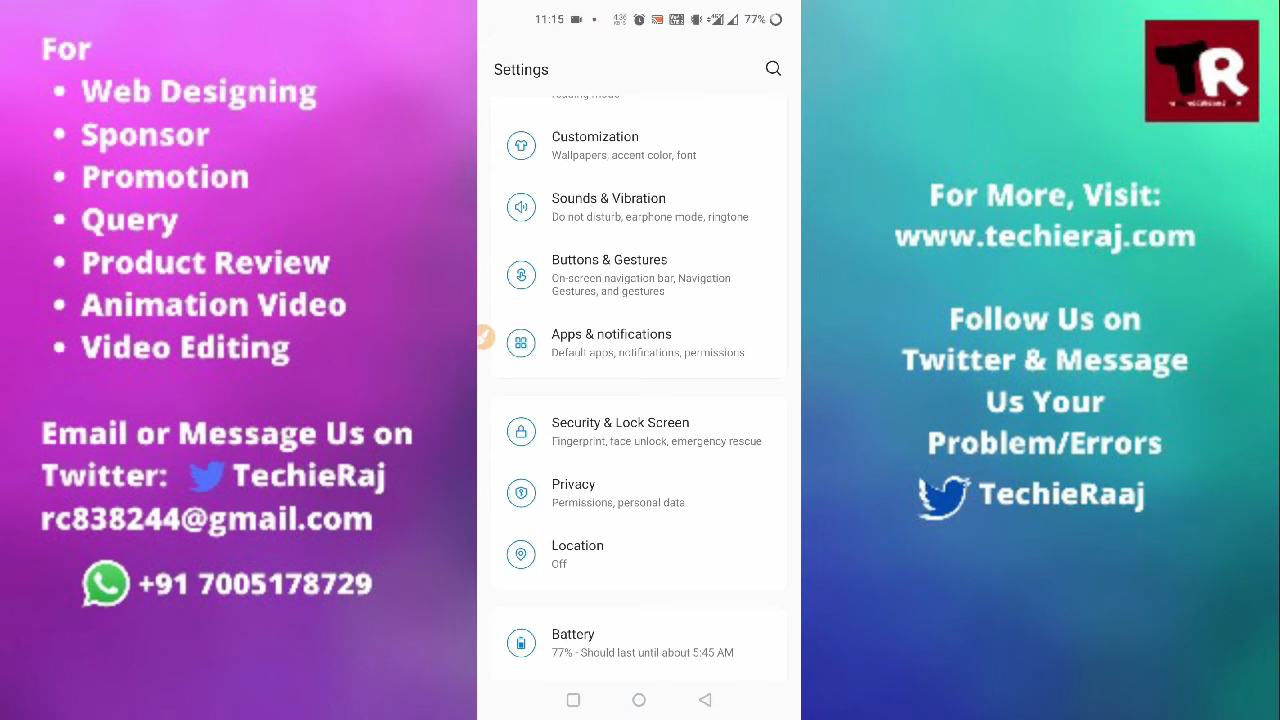 For
• Web Designing
• Sponsor
• Promotion
• Query
• Product Review
• Animation Video
• Video Editing
Email or Message Us on
Twitter: TechieRaj
rc838244@gmail.com
+91 7005178729
11:15
77%
Settings
reading mode
Customization
Wallpapers, accent color, font
Sounds & Vibration
Do not disturb, earphone mode, ringtone
Buttons & Gestures
On-screen navigation bar, Navigation
Gestures, and gestures
Apps & notifications
Default apps, notifications, permissions
Security & Lock Screen
Fingerprint, face unlock, emergency rescue
Privacy
Permissions, personal data
Location
Off
Battery
77% - Should last until about 5:45 AM
TR
For More, Visit:
www.techieraj.com
Follow Us on
Twitter & Message
Us Your
Problem/Errors
TechieRaaj